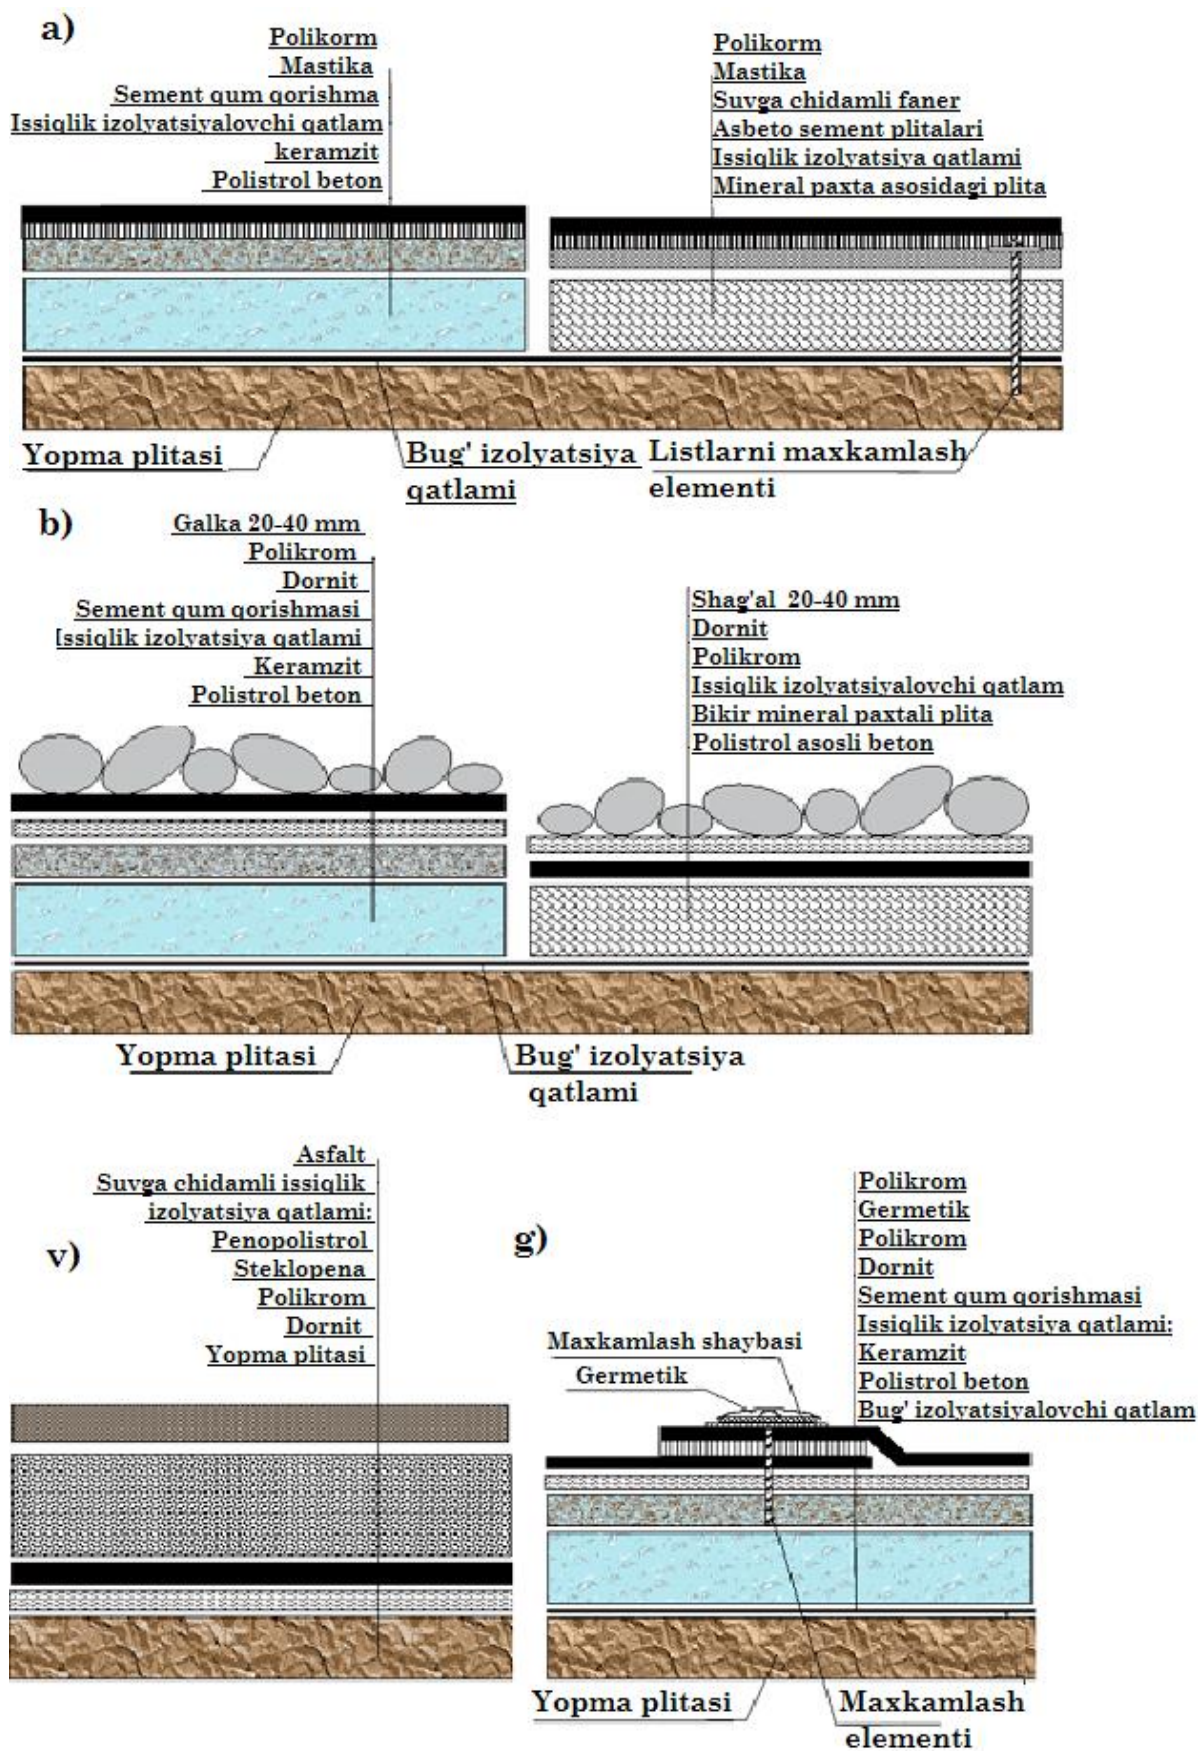 a)
Polikorm
Mastika
Sement qum qorishma
Issiqlik izolyatsiyalovchi qatlam
keramzit
Polistrol beton
Polikorm
Mastika
Suvga chidamli faner
Asbeto sement plitalari
Issiqlik izolyatsiya qatlami
Mineral paxta asosidagi plita
Yopma plitasi
Bug' izolyatsiya
qatlami
Listlarni maxkamlash
elementi
b)
Galka 20-40 mm
Polikrom
Dornit
Sement qum qorishmasi
Issiqlik izolyatsiya qatlami
Keramzit
Polistrol beton
Shag'al 20-40 mm
Dornit
Polikrom
Issiqlik izolyatsiyalovchi qatlam
Bikir mineral paxtali plita
Polistrol asosli beton
Yopma plitasi
Bug' izolyatsiya
qatlami
v)
Asfalt
Suvga chidamli issiqlik
izolyatsiya qatlami:
Penopolistrol
Steklopena
Polikrom
Dornit
Yopma plitasi
g)
Polikrom
Germetik
Polikrom
Dornit
Sement qum qorishmasi
Issiqlik izolyatsiya qatlami:
Keramzit
Polistrol beton
Bug' izolyatsiyalovchi qatlam
Maxkamlash shaybasi
Germetik
Yopma plitasi
Maxkamlash
elementi